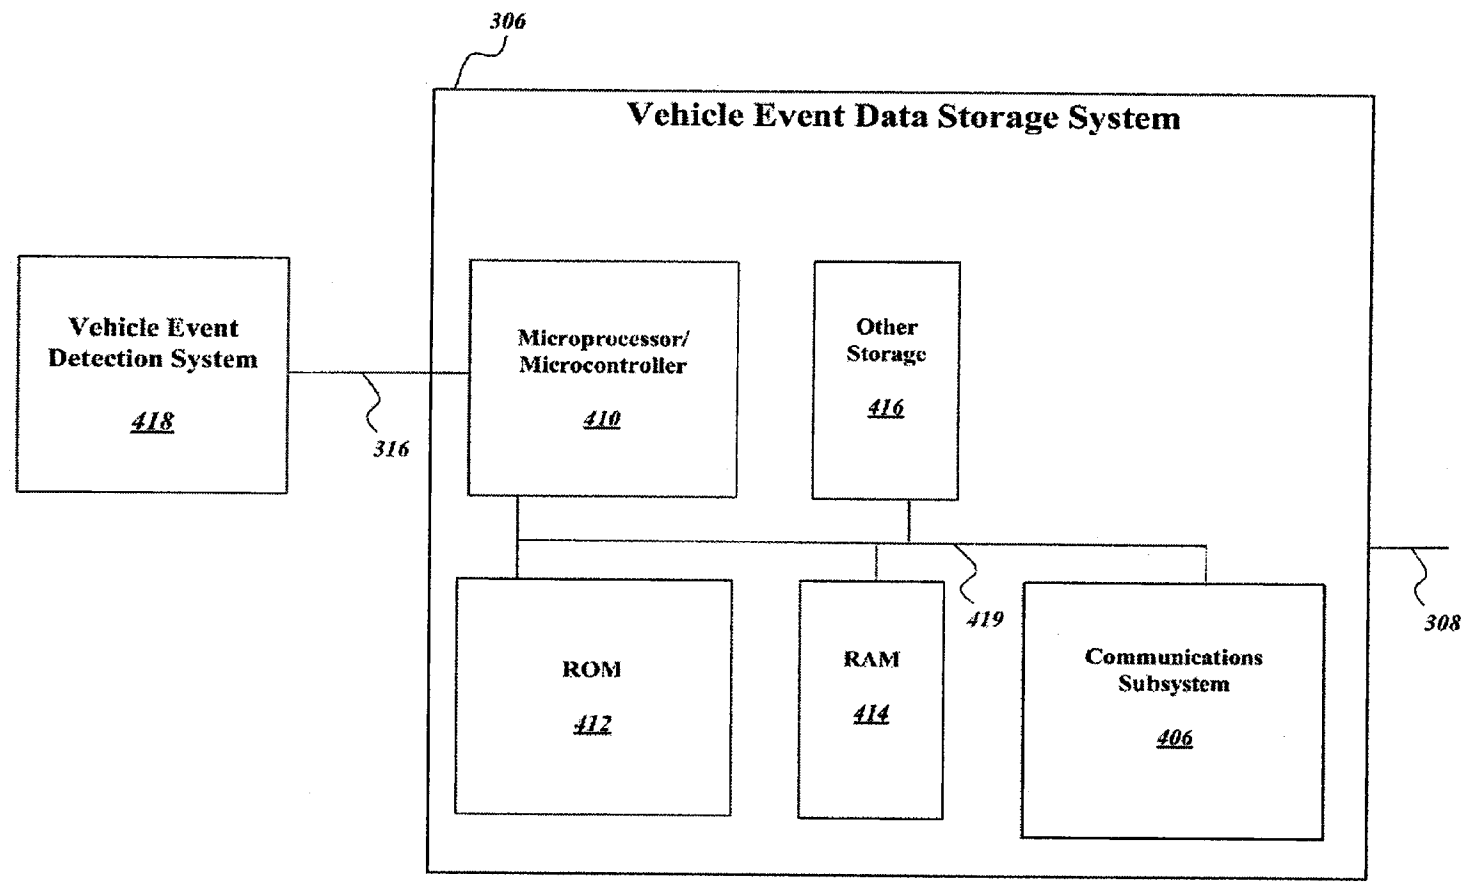 306
Vehicle Event Data Storage System
Vehicle Event
Detection System
418
316
Microprocessor/
Microcontroller
410
Other
Storage
416
419
308
ROM
412
RAM
414
Communications
Subsystem
406